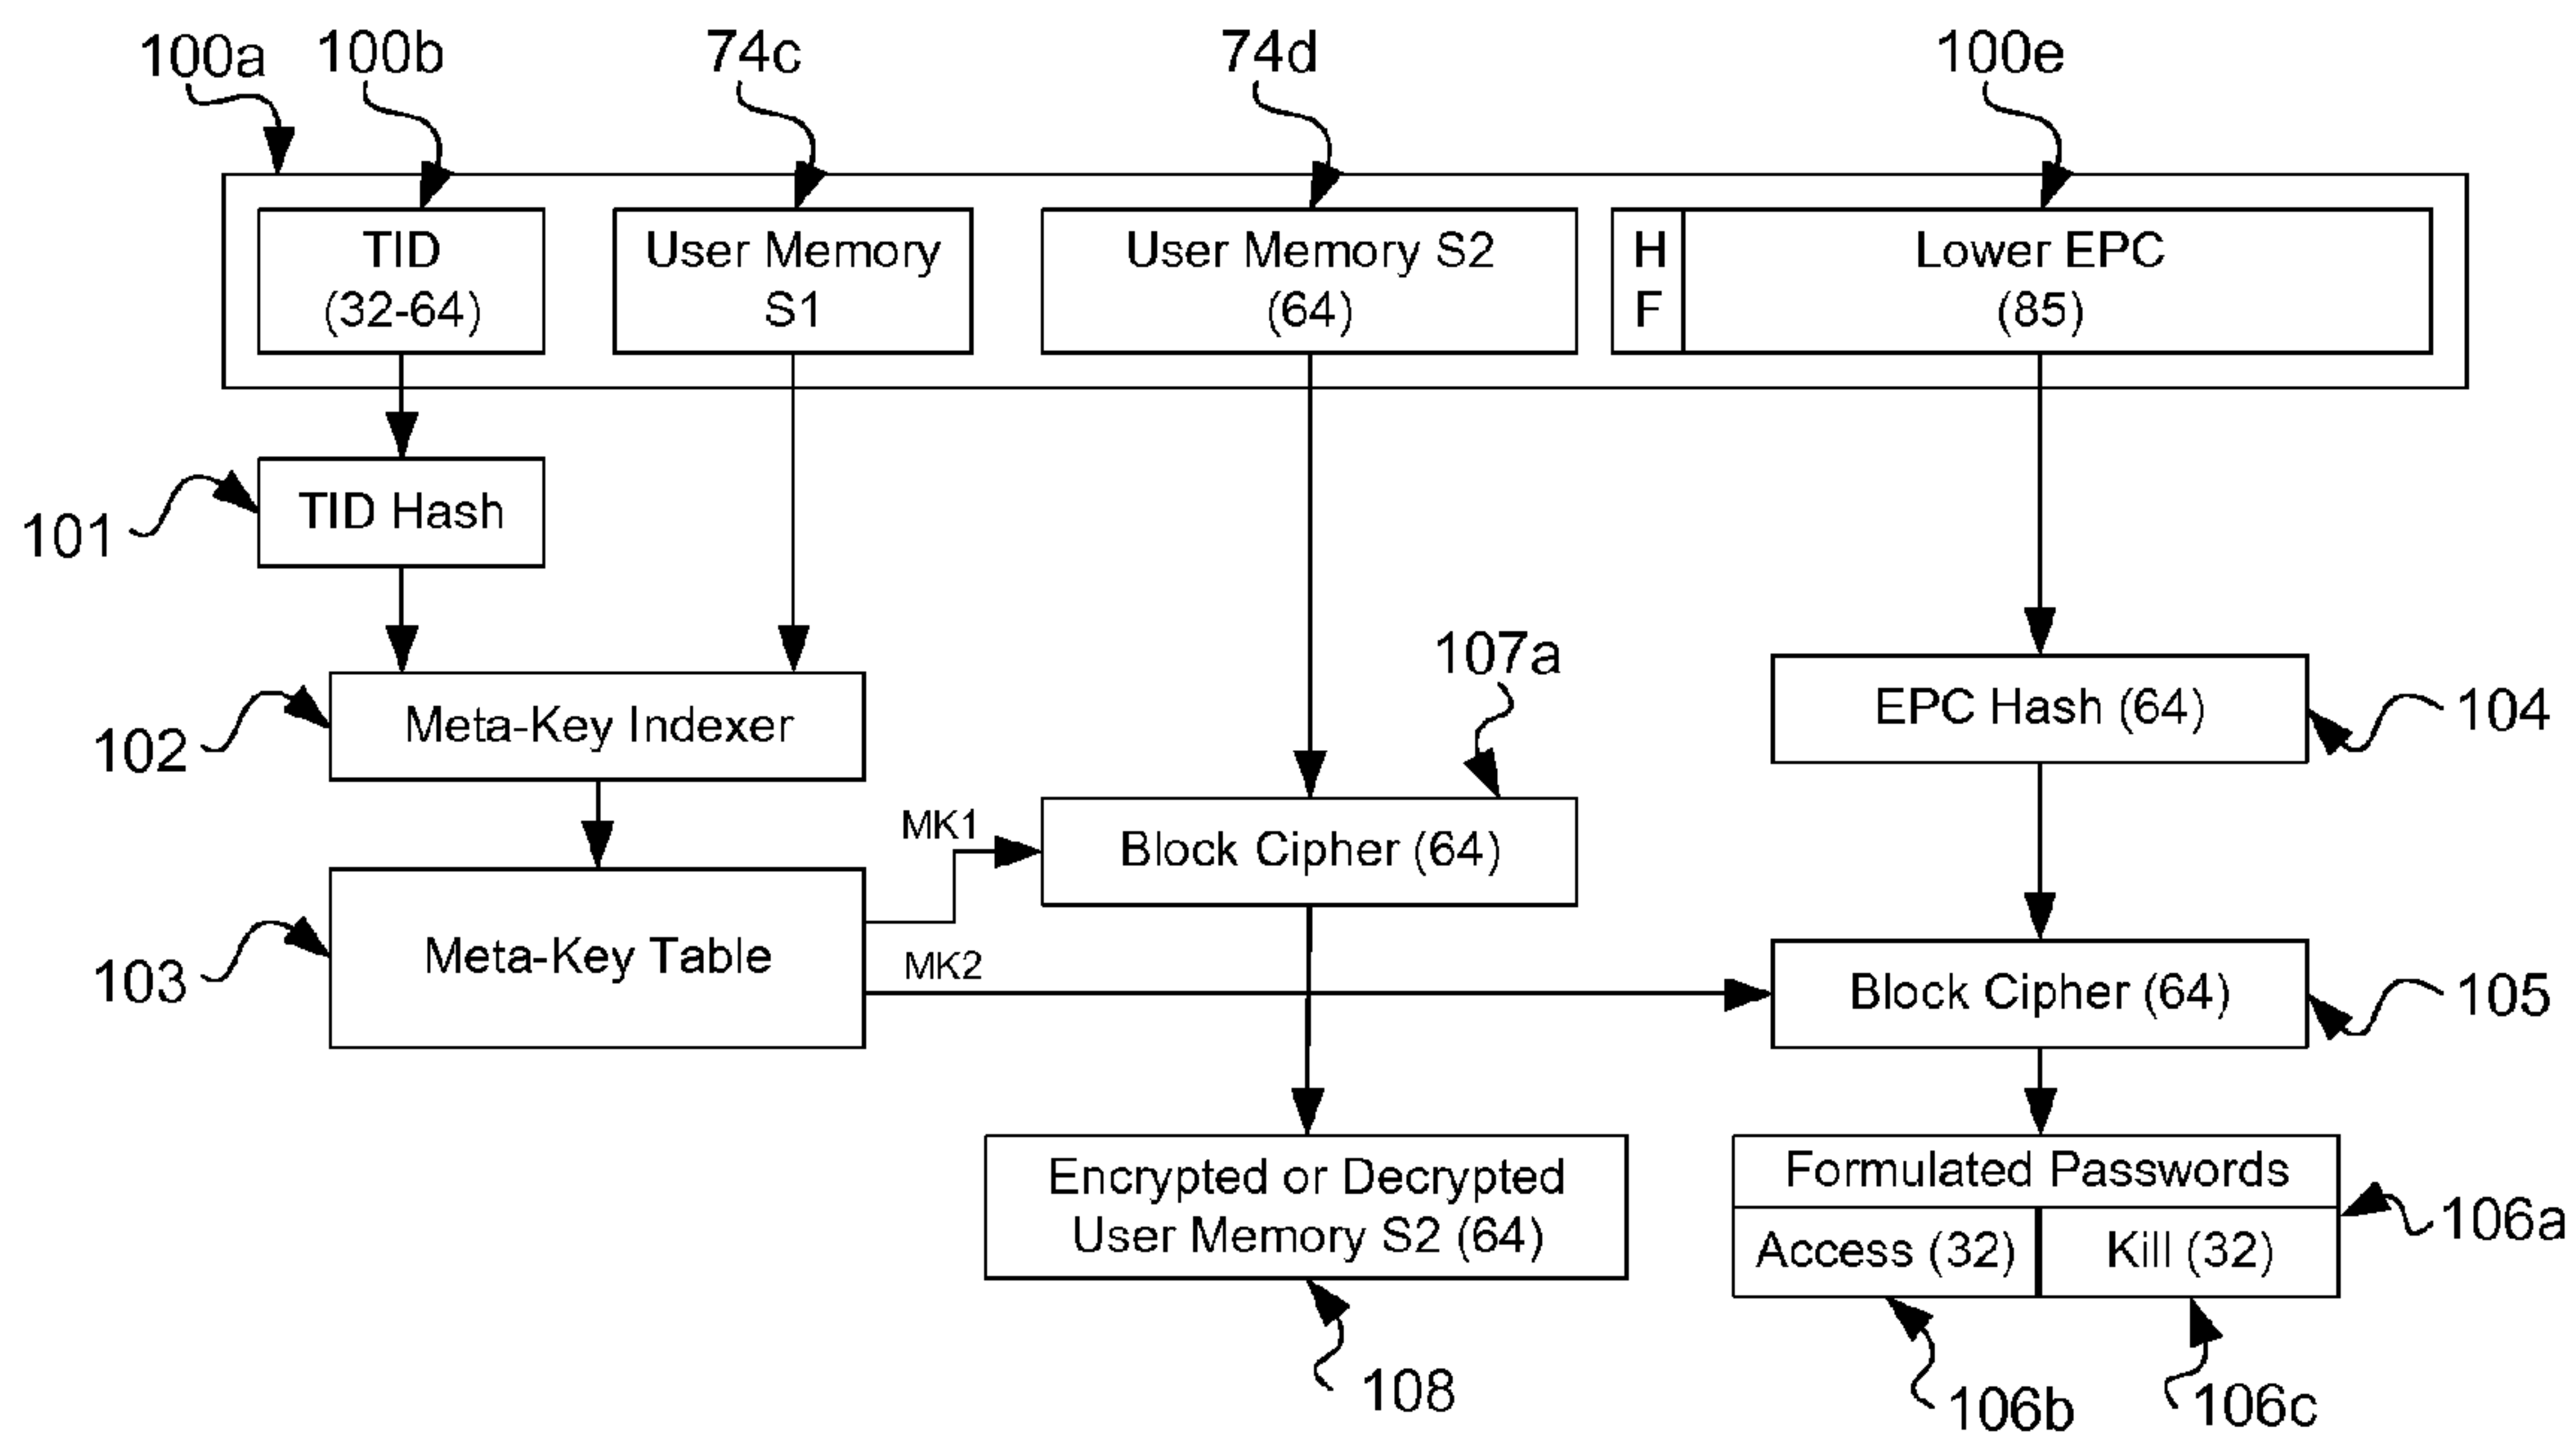 100a 100b 74c 74d 100e
TID
(32-64)
User Memory
S1
User Memory S2
(64)
H
F
Lower EPC
(85)
101
TID Hash
107a
102
Meta-Key Indexer
EPC Hash (64)
104
MK1
Block Cipher (64)
103
Meta-Key Table
MK2
Block Cipher (64)
105
Encrypted or Decrypted
User Memory S2 (64)
Formulated Passwords
Access (32)
Kill (32)
106a
108
106b
106c